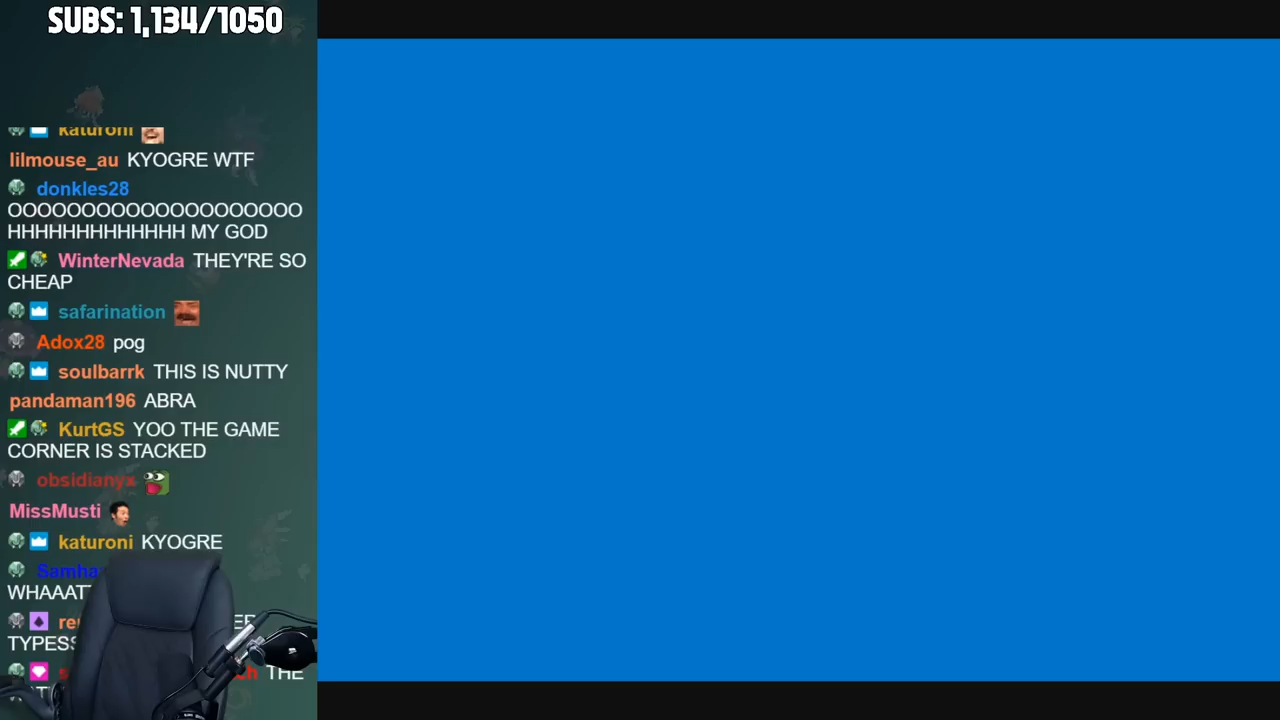 SUBS: 1,134/1050
katuroni
lilmouse_au KYOGRE WTF
donkles28
OOOOOOOOOOOOOOOOOOOO
HHHHHHHHHHHHH MY GOD
WinterNevada THEY'RE SO
CHEAP
safarination
Adox28 pog
soulbarrk THIS IS NUTTY
pandaman196 ABRA
KurtGS YOO THE GAME
CORNER IS STACKED
obsidianyx
MissMusti
katuroni KYOGRE
THE